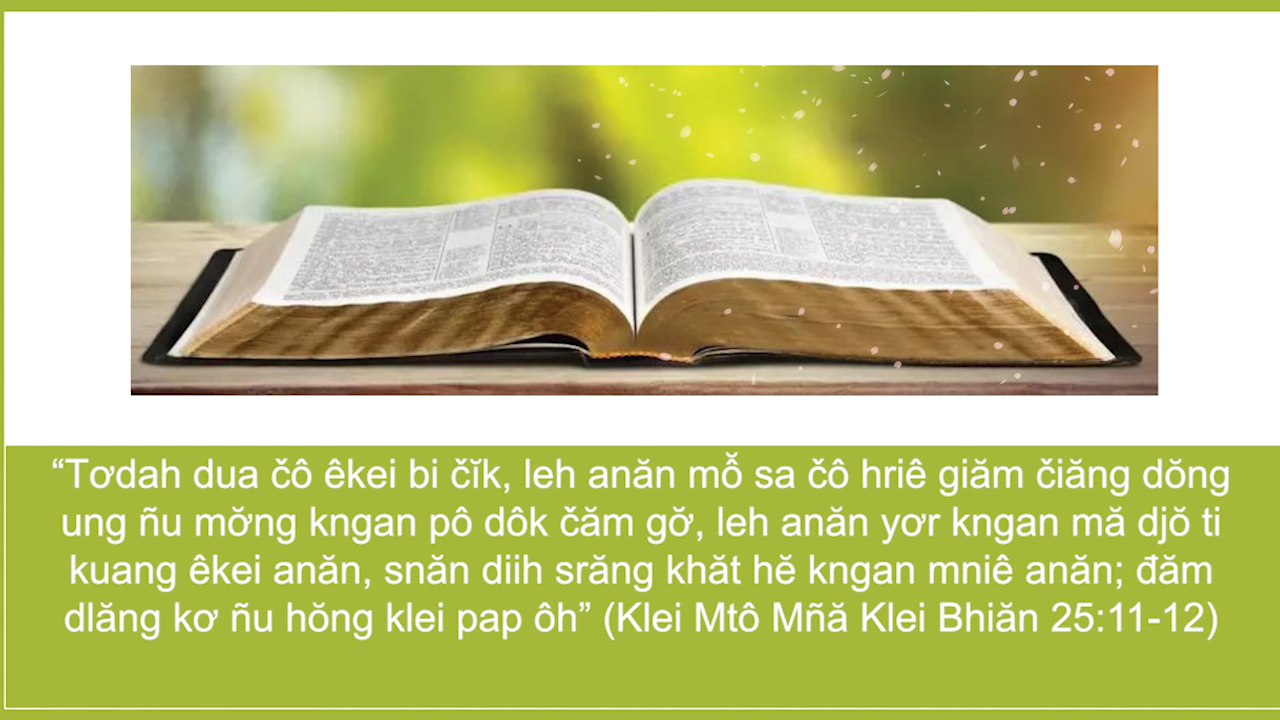 “Tơdah dua čô êkei bi čĭk, leh anăn mỗ sa čô hriê giăm čiăng dŏng
ung ñu mơ̆ng kngan pô dôk čăm gơ̆, leh anăn yơr kngan mă djŏ ti
kuang êkei anăn, snăn diih srăng khăt hĕ kngan mniê anăn; đăm
dlăng kơ ñu hŏng klei pap ôh” (Klei Mtô Mñă Klei Bhiăn 25:11-12)